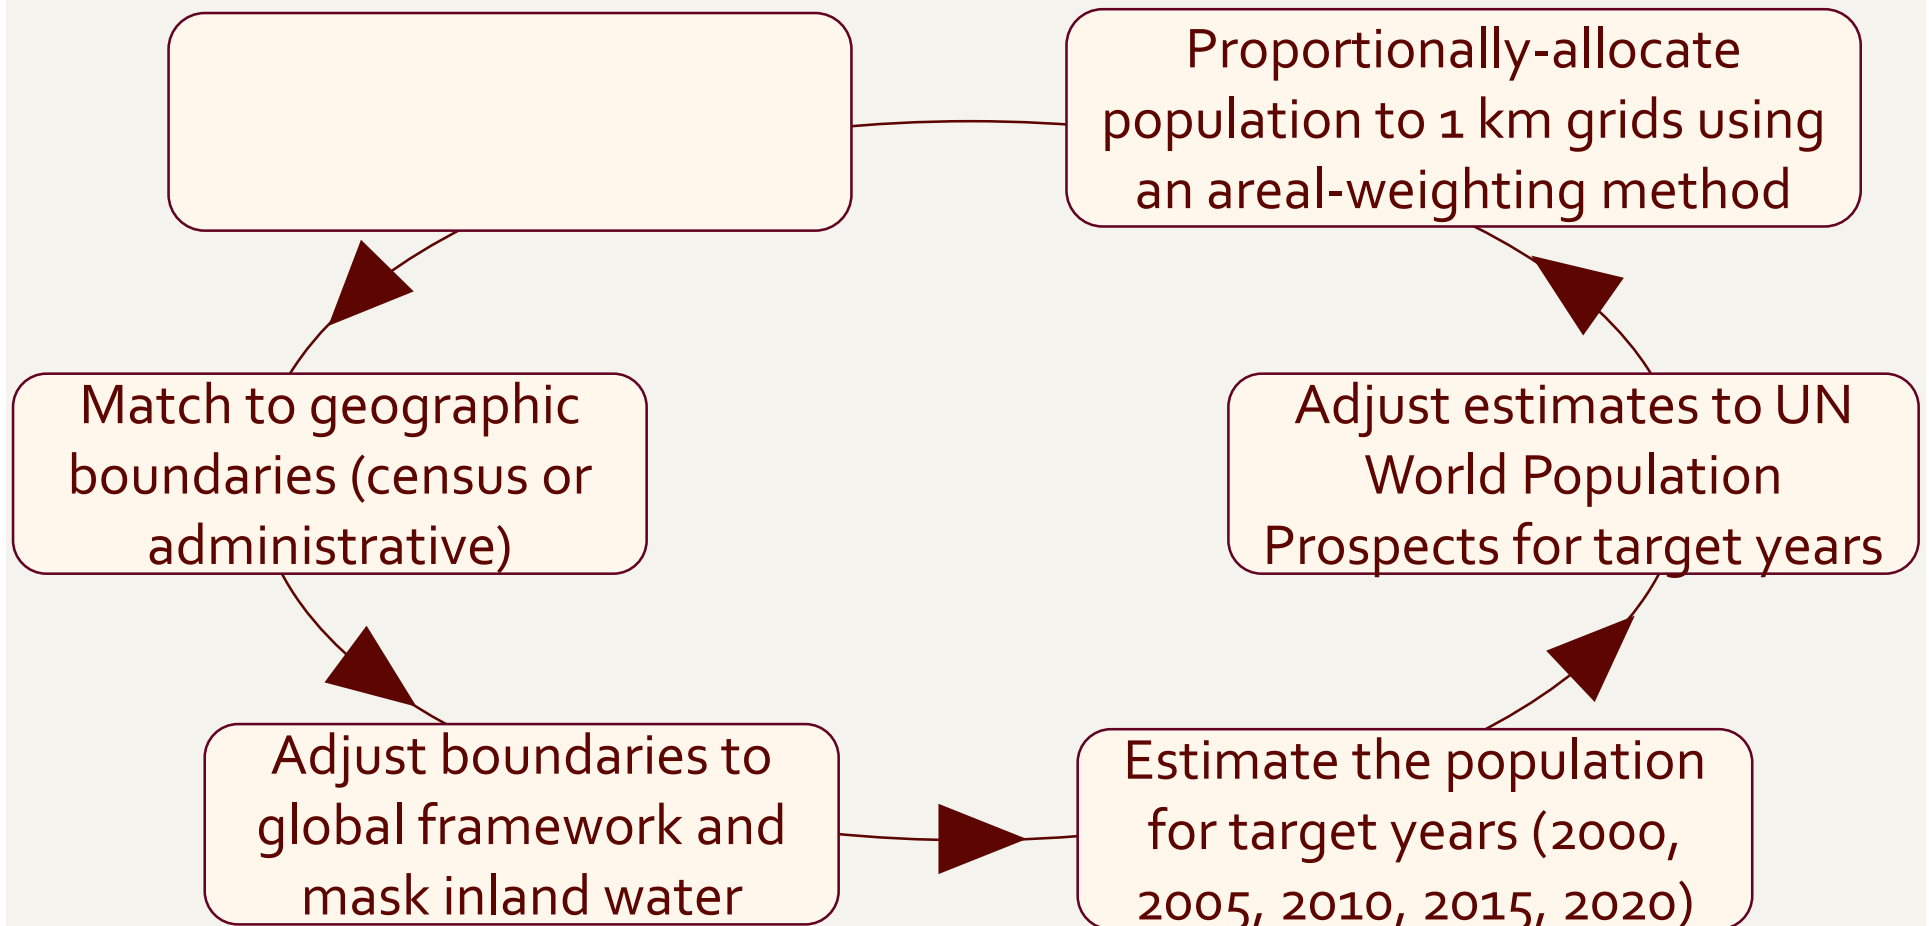 Proportionally-allocate
population to 1 km grids using
an areal-weighting method
Match to geographic
boundaries (census or
administrative)
Adjust estimates to UN
World Population
Prospects for target years
Adjust boundaries to
global framework and
mask inland water
Estimate the population
for target years (2000,
2005, 2010, 2015, 2020)